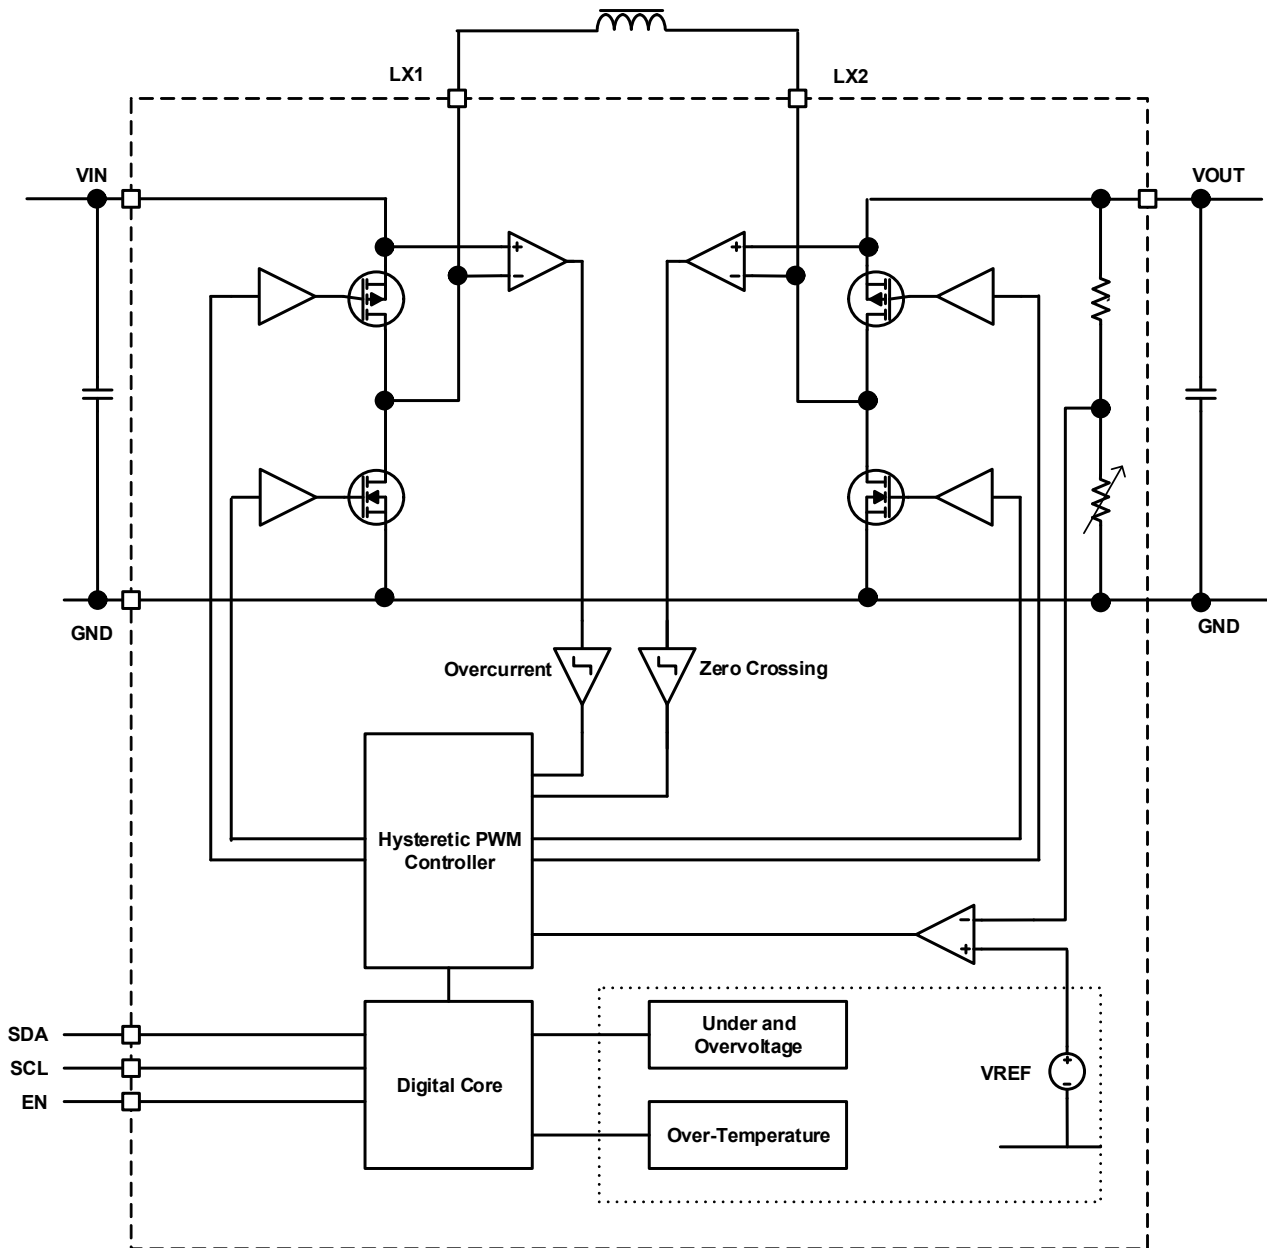 LX1
LX2
VIN
VOUT
+
−
+
−
GND
GND
Overcurrent
Zero Crossing
Hysteretic PWM
Controller
−
+
SDA
SCL
EN
Digital Core
Under and
Overvoltage
Over-Temperature
VREF
+
−